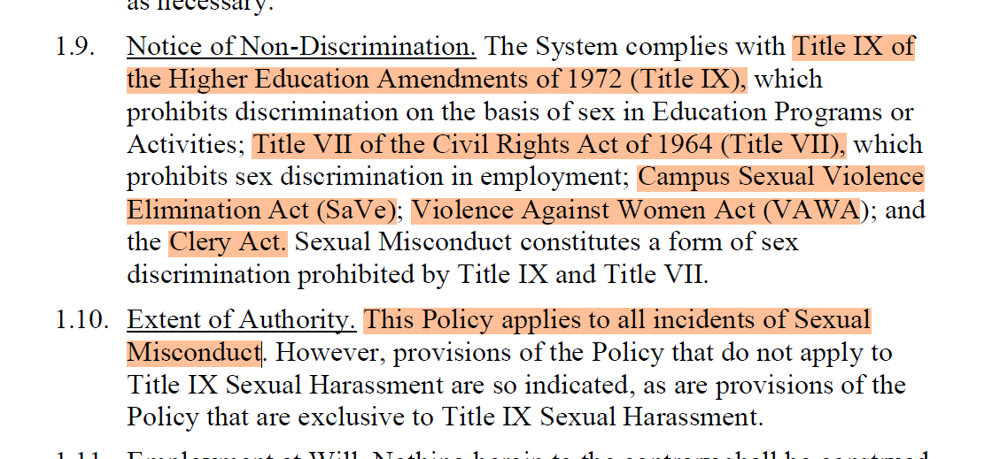 as necessary.
1.9. Notice of Non-Discrimination. The System complies with Title IX of
the Higher Education Amendments of 1972 (Title IX), which
prohibits discrimination on the basis of sex in Education Programs or
Activities; Title VII of the Civil Rights Act of 1964 (Title VII), which
prohibits sex discrimination in employment; Campus Sexual Violence
Elimination Act (SaVe); Violence Against Women Act (VAWA); and
the Clery Act. Sexual Misconduct constitutes a form of sex
discrimination prohibited by Title IX and Title VII.
1.10. Extent of Authority. This Policy applies to all incidents of Sexual
Misconduct. However, provisions of the Policy that do not apply to
Title IX Sexual Harassment are so indicated, as are provisions of the
Policy that are exclusive to Title IX Sexual Harassment.
1.11. Employment at Will. Nothing herein to the contrary shall be construed